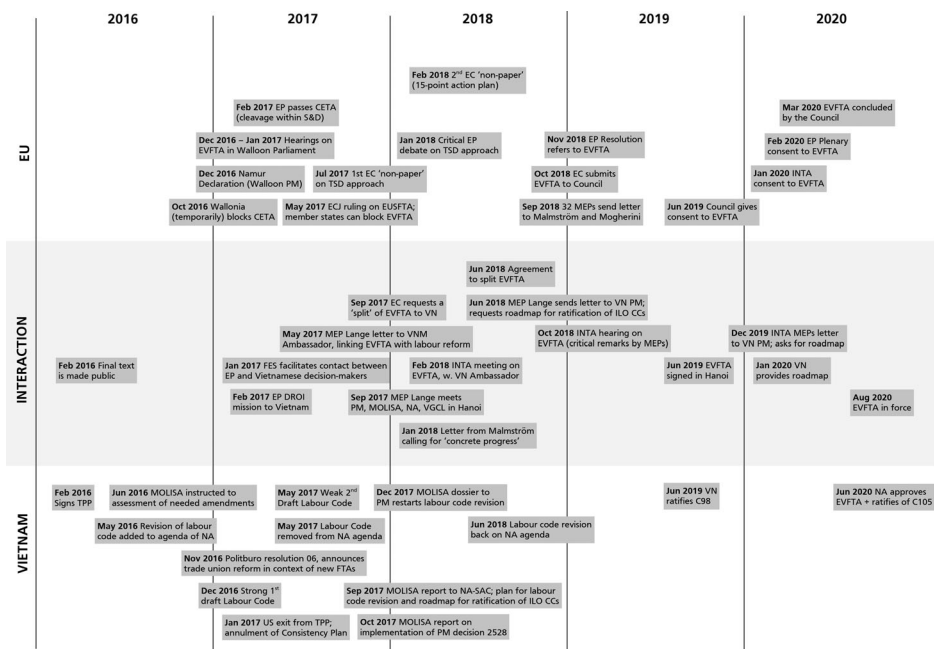 2016
2017
2018
2019
2020
EU
Feb 2018 2nd EC ‘non-paper’
(15-point action plan)
Feb 2017 EP passes CETA
(cleavage within S&D)
Mar 2020 EVFTA concluded
by the Council
Dec 2016 – Jan 2017 Hearings on
EVFTA in Walloon Parliament
Jan 2018 Critical EP
debate on TSD approach
Nov 2018 EP Resolution
refers to EVFTA
Feb 2020 EP Plenary
consent to EVFTA
Dec 2016 Namur
Declaration (Walloon PM)
Jul 2017 1st EC ‘non-paper’
on TSD approach
Oct 2018 EC submits
EVFTA to Council
Jan 2020 INTA
consent to EVFTA
Oct 2016 Wallonia
(temporarily) blocks CETA
May 2017 ECJ ruling on EUSFTA;
member states can block EVFTA
Sep 2018 32 MEPs send letter
to Malmström and Mogherini
Jun 2019 Council gives
consent to EVFTA
INTERACTION
Jun 2018 Agreement
to split EVFTA
Sep 2017 EC requests a
‘split’ of EVFTA to VN
Jun 2018 MEP Lange sends letter to VN PM;
requests roadmap for ratification of ILO CCs
May 2017 MEP Lange letter to VNM
Ambassador, linking EVFTA with labour reform
Oct 2018 INTA hearing on
EVFTA (critical remarks by MEPs)
Dec 2019 INTA MEPs letter
to VN PM; asks for roadmap
Feb 2016 Final text
is made public
Jan 2017 FES facilitates contact between
EP and Vietnamese decision-makers
Feb 2018 INTA meeting on
EVFTA, w. VN Ambassador
Jun 2019 EVFTA
signed in Hanoi
Jan 2020 VN
provides roadmap
Feb 2017 EP DROI
mission to Vietnam
Sep 2017 MEP Lange meets
PM, MOLISA, NA, VGCL in Hanoi
Aug 2020
EVFTA in force
Jan 2018 Letter from Malmström
calling for ‘concrete progress’
VIETNAM
Feb 2016
Signs TPP
Jun 2016 MOLISA instructed to
assessment of needed amendments
May 2017 Weak 2nd
Draft Labour Code
Dec 2017 MOLISA dossier to
PM restarts labour code revision
Jun 2019 VN
ratifies C98
Jun 2020 NA approves
EVFTA + ratifies of C105
May 2016 Revision of labour
code added to agenda of NA
May 2017 Labour Code
removed from NA agenda
Jun 2018 Labour code revision
back on NA agenda
Nov 2016 Politburo resolution 06, announces
trade union reform in context of new FTAs
Dec 2016 Strong 1st
draft Labour Code
Sep 2017 MOLISA report to NA-SAC; plan for labour
code revision and roadmap for ratification of ILO CCs
Jan 2017 US exit from TPP;
annulment of Consistency Plan
Oct 2017 MOLISA report on
implementation of PM decision 2528